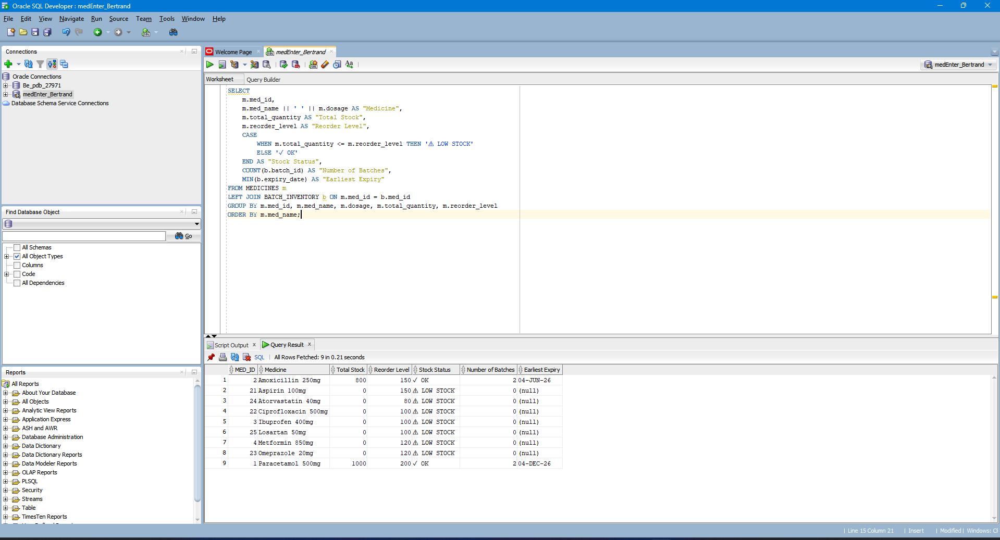 Oracle SQL Developer : medEnter_Bertrand
File Edit View Navigate Run Source Team Tools Window Help
Connections
Oracle Connections
Be_pdb_27971
medEnter_Bertrand
Database Schema Service Connections
Find Database Object
Go
All Schemas
All Object Types
Columns
Code
All Dependencies
Reports
All Reports
About Your Database
All Objects
Analytic View Reports
Application Express
ASH and AWR
Database Administration
Data Dictionary
Data Dictionary Reports
Data Modeler Reports
OLAP Reports
PLSQL
Security
Streams
Table
TimesTen Reports
Welcome Page medEnter_Bertrand
medEnter_Bertrand
Worksheet Query Builder
SELECT
m.med_id,
m.med_name || ' ' || m.dosage AS "Medicine",
m.total_quantity AS "Total Stock",
m.reorder_level AS "Reorder Level",
CASE
WHEN m.total_quantity <= m.reorder_level THEN '⚠ LOW STOCK'
ELSE '✓ OK'
END AS "Stock Status",
COUNT(b.batch_id) AS "Number of Batches",
MIN(b.expiry_date) AS "Earliest Expiry"
FROM MEDICINES m
LEFT JOIN BATCH_INVENTORY b ON m.med_id = b.med_id
GROUP BY m.med_id, m.med_name, m.dosage, m.total_quantity, m.reorder_level
ORDER BY m.med_name;
Script Output Query Result
SQL | All Rows Fetched: 9 in 0.21 seconds
MED_ID Medicine Total Stock Reorder Level Stock Status Number of Batches Earliest Expiry
1 2 Amoxicillin 250mg 800 150 ✓ OK 2 04-JUN-26
2 21 Aspirin 100mg 0 150 ⚠ LOW STOCK 0 (null)
3 24 Atorvastatin 40mg 0 80 ⚠ LOW STOCK 0 (null)
4 22 Ciprofloxacin 500mg 0 100 ⚠ LOW STOCK 0 (null)
5 3 Ibuprofen 400mg 0 100 ⚠ LOW STOCK 0 (null)
6 25 Losartan 50mg 0 100 ⚠ LOW STOCK 0 (null)
7 4 Metformin 850mg 0 120 ⚠ LOW STOCK 0 (null)
8 23 Omeprazole 20mg 0 120 ⚠ LOW STOCK 0 (null)
9 1 Paracetamol 500mg 1000 200 ✓ OK 2 04-DEC-26
| Line 15 Column 21 | Insert | Modified | Windows: CF